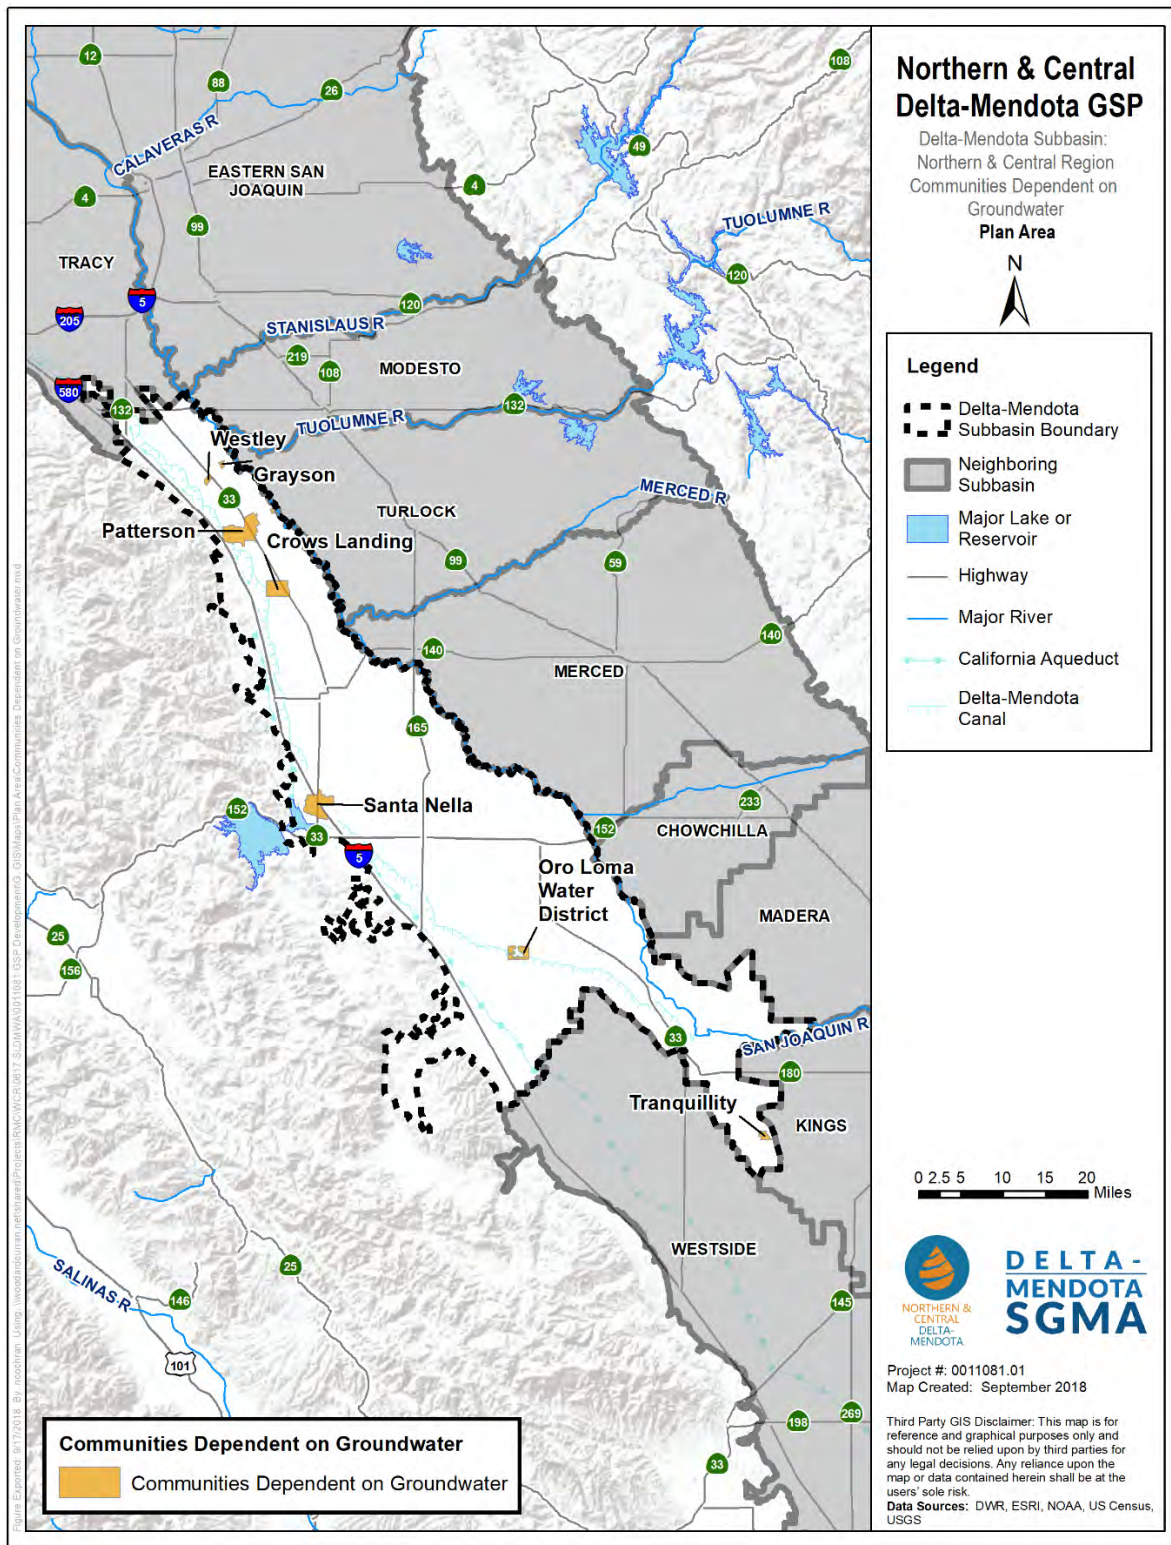 Northern & Central
Delta-Mendota GSP
Delta-Mendota Subbasin:
Northern & Central Region
Communities Dependent on
Groundwater
Plan Area
N
Legend
Delta-Mendota
Subbasin Boundary
Neighboring
Subbasin
Major Lake or
Reservoir
Highway
Major River
California Aqueduct
Delta-Mendota
Canal
12
88
26
108
CALAVERAS R
49
EASTERN SAN
JOAQUIN
4
4
99
TUOLUMNE R
TRACY
120
5
205
120
STANISLAUS R
219
108
MODESTO
580
132
132
TUOLUMNE R
Westley
Grayson
33
MERCED R
TURLOCK
Patterson
Crows Landing
99
59
140
140
MERCED
165
Santa Nella
152
233
33
152
CHOWCHILLA
5
Oro Loma
Water
District
MADERA
25
156
33
SAN JOAQUIN R
180
Tranquillity
KINGS
WESTSIDE
SALINAS R
25
146
145
101
198
269
33
0 2.5 5 10 15 20
Miles
NORTHERN &
CENTRAL
DELTA-
MENDOTA
DELTA-
MENDOTA
SGMA
Project #: 0011081.01
Map Created: September 2018
Third Party GIS Disclaimer: This map is for
reference and graphical purposes only and
should not be relied upon by third parties for
any legal decisions. Any reliance upon the
map or data contained herein shall be at the
users' sole risk.
Data Sources: DWR, ESRI, NOAA, US Census,
USGS
Communities Dependent on Groundwater
Communities Dependent on Groundwater